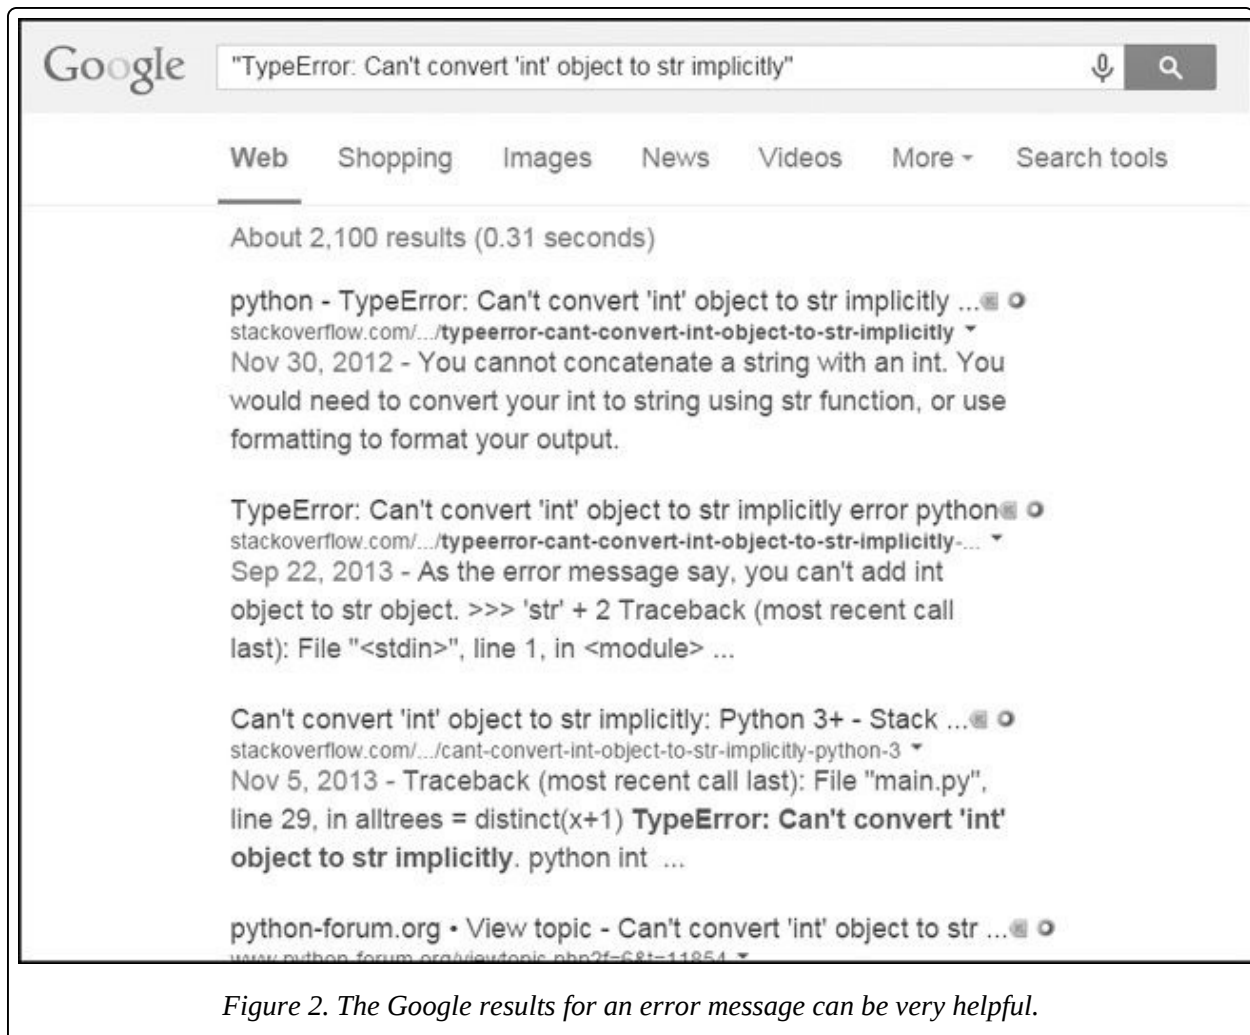 Google
"TypeError: Can't convert 'int' object to str implicitly"
Web Shopping Images News Videos More Search tools
About 2,100 results (0.31 seconds)
python - TypeError: Can't convert 'int' object to str implicitly ...
stackoverflow.com/.../typeerror-cant-convert-int-object-to-str-implicitly
Nov 30, 2012 - You cannot concatenate a string with an int. You
would need to convert your int to string using str function, or use
formatting to format your output.
TypeError: Can't convert 'int' object to str implicitly error python
stackoverflow.com/.../typeerror-cant-convert-int-object-to-str-implicitly-...
Sep 22, 2013 - As the error message say, you can't add int
object to str object. >>> 'str' + 2 Traceback (most recent call
last): File "<stdin>", line 1, in <module> ...
Can't convert 'int' object to str implicitly: Python 3+ - Stack ...
stackoverflow.com/.../cant-convert-int-object-to-str-implicitly-python-3
Nov 5, 2013 - Traceback (most recent call last): File "main.py",
line 29, in alltrees = distinct(x+1) TypeError: Can't convert 'int'
object to str implicitly. python int ...
python-forum.org • View topic - Can't convert 'int' object to str ...
www.python-forum.org/viewtopic.php?f=6&t=11854
Figure 2. The Google results for an error message can be very helpful.